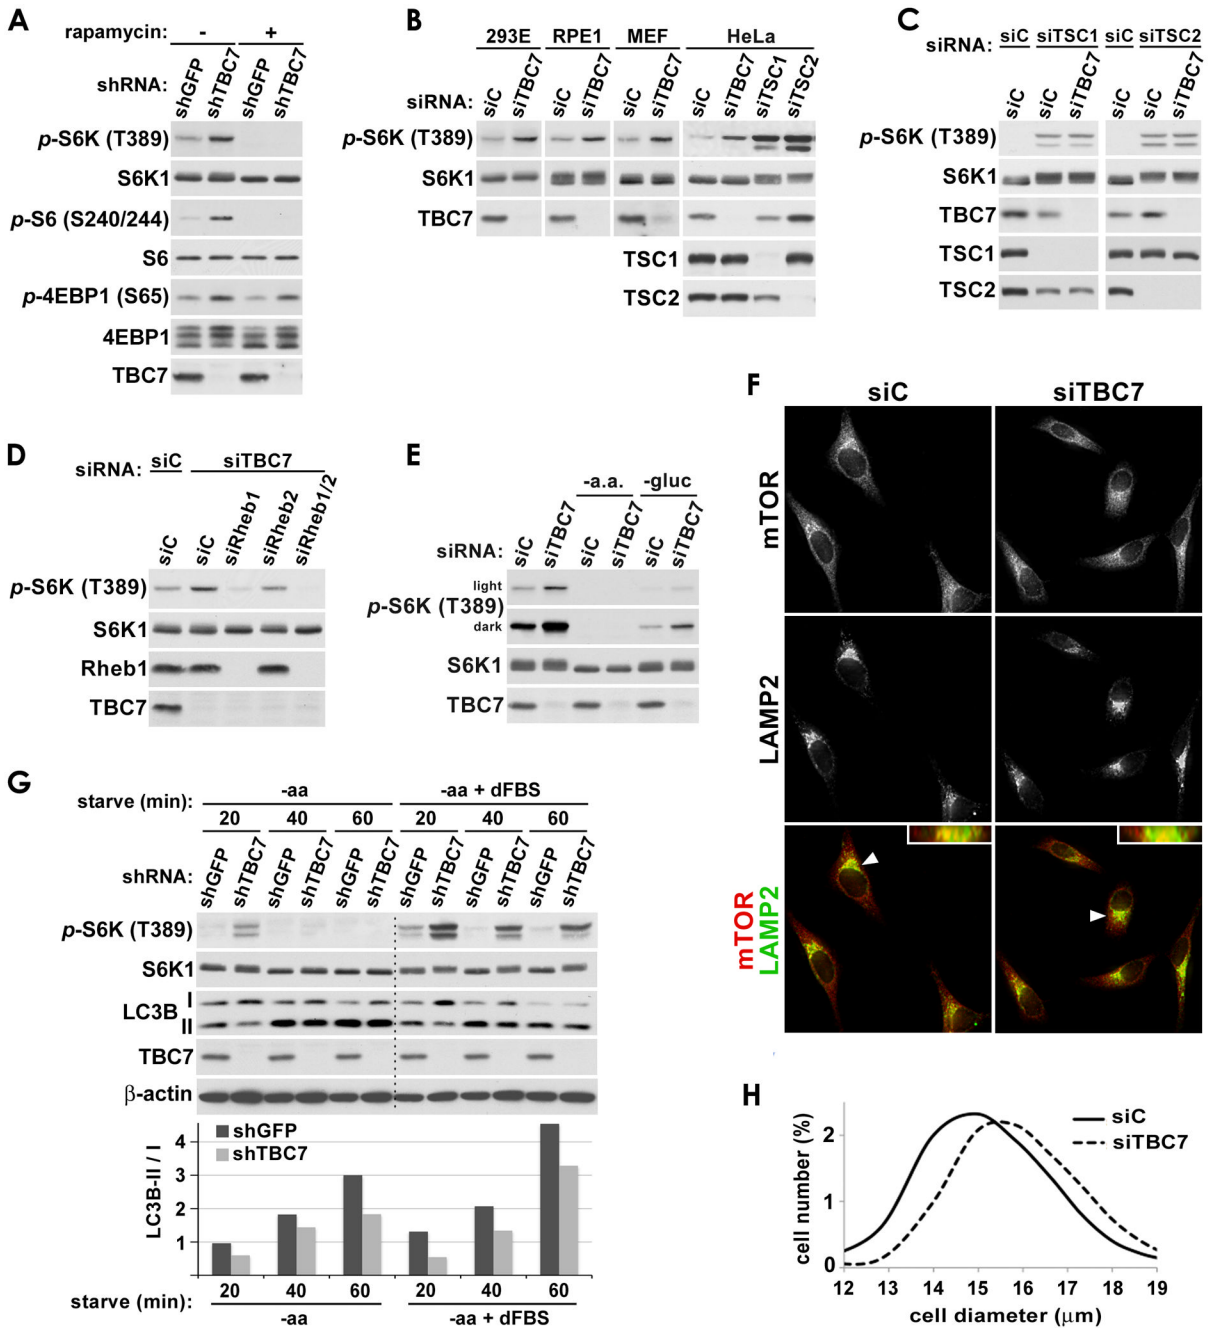 A
rapamycin: - +
shRNA: shGFP shTBC7 shGFP shTBC7
p-S6K (T389)
S6K1
p-S6 (S240/244)
S6
p-4EBP1 (S65)
4EBP1
TBC7
B
293E RPE1 MEF HeLa
siRNA: siC siTBC7 siC siTBC7 siC siTBC7 siC siTBC7 siTSC1 siTSC2
p-S6K (T389)
S6K1
TBC7
TSC1
TSC2
C
siRNA: siC siTSC1 siC siTSC2
siC siC siTBC7 siC siC siTBC7
p-S6K (T389)
S6K1
TBC7
TSC1
TSC2
D
siRNA: siC siTBC7
siC siC siRheb1 siRheb2 siRheb1/2
p-S6K (T389)
S6K1
Rheb1
TBC7
E
-a.a. -gluc
siRNA: siC siTBC7 siC siTBC7 siC siTBC7
light
p-S6K (T389)
dark
S6K1
TBC7
F
siC siTBC7
mTOR
LAMP2
mTOR
LAMP2
G
-aa -aa + dFBS
starve (min): 20 40 60 20 40 60
shRNA: shGFP shTBC7 shGFP shTBC7 shGFP shTBC7 shGFP shTBC7 shGFP shTBC7 shGFP shTBC7
p-S6K (T389)
S6K1
LC3B I
II
TBC7
β-actin
shGFP
shTBC7
LC3B-II / I
4
3
2
1
20 40 60 20 40 60
starve (min):
-aa -aa + dFBS
H
siC
siTBC7
cell number (%)
2
1
0
12 13 14 15 16 17 18 19
cell diameter (μm)